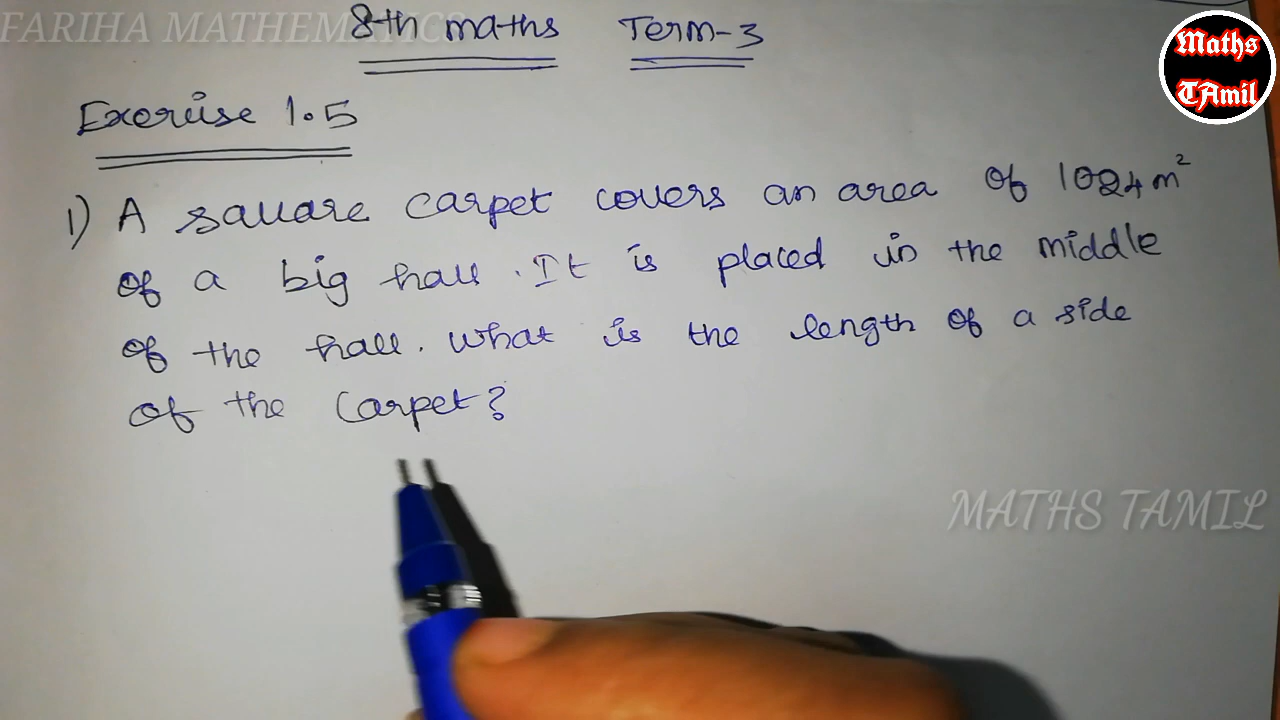 FARIHA MATHEMATICS
8th maths Term-3
Maths
TAmil
Exercise 1.5
1) A square carpet covers an area of 1024 m²
of a big hall. It is placed in the middle
of the hall. What is the length of a side
of the Carpet?
MATHS TAMIL